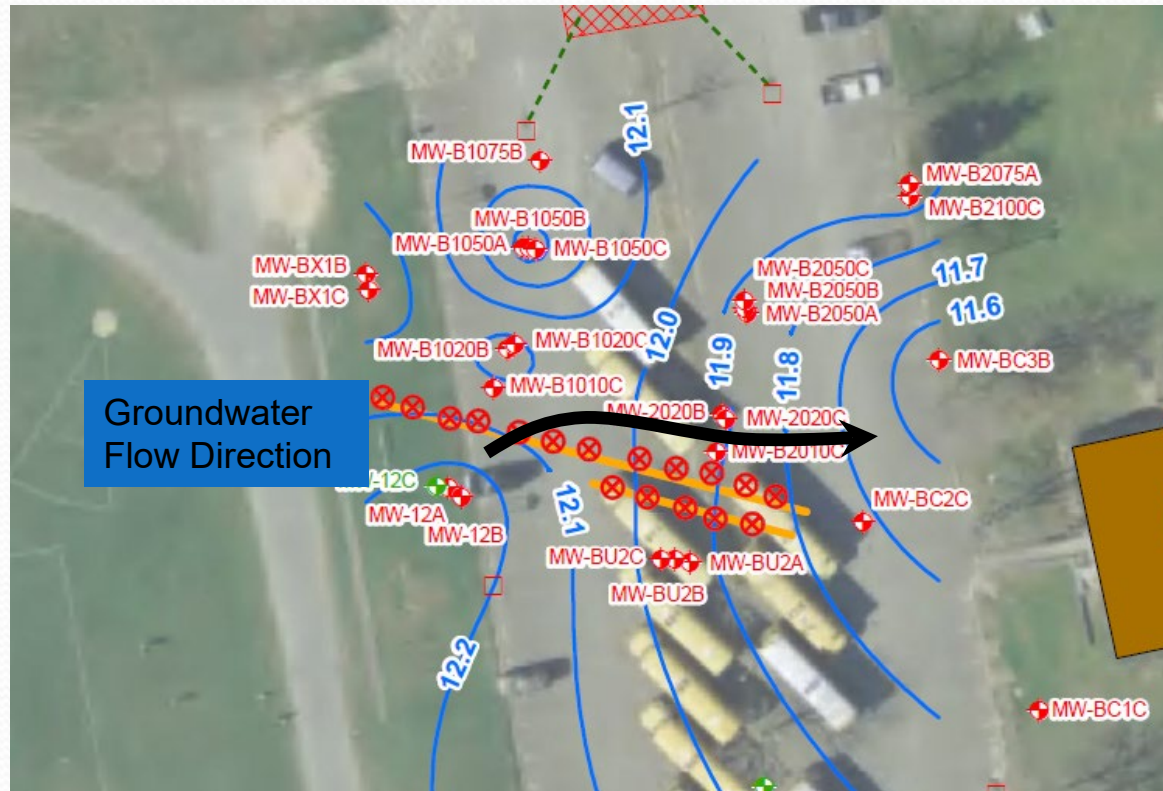 12.1
MW-B1075B
MW-B2075A
MW-B2100C
MW-B1050B
MW-B1050A
MW-B1050C
MW-BX1B
MW-BX1C
MW-B2050C
MW-B2050B
MW-B2050A
11.7
11.6
12.0
MW-B1020C
MW-B1020B
11.9
11.8
MW-BC3B
MW-B1010C
Groundwater
Flow Direction
MW-2020B
MW-2020C
MW-B2010C
MW-12C
MW-12A
MW-12B
12.1
MW-BC2C
MW-BU2C
MW-BU2A
MW-BU2B
12.2
MW-BC1C